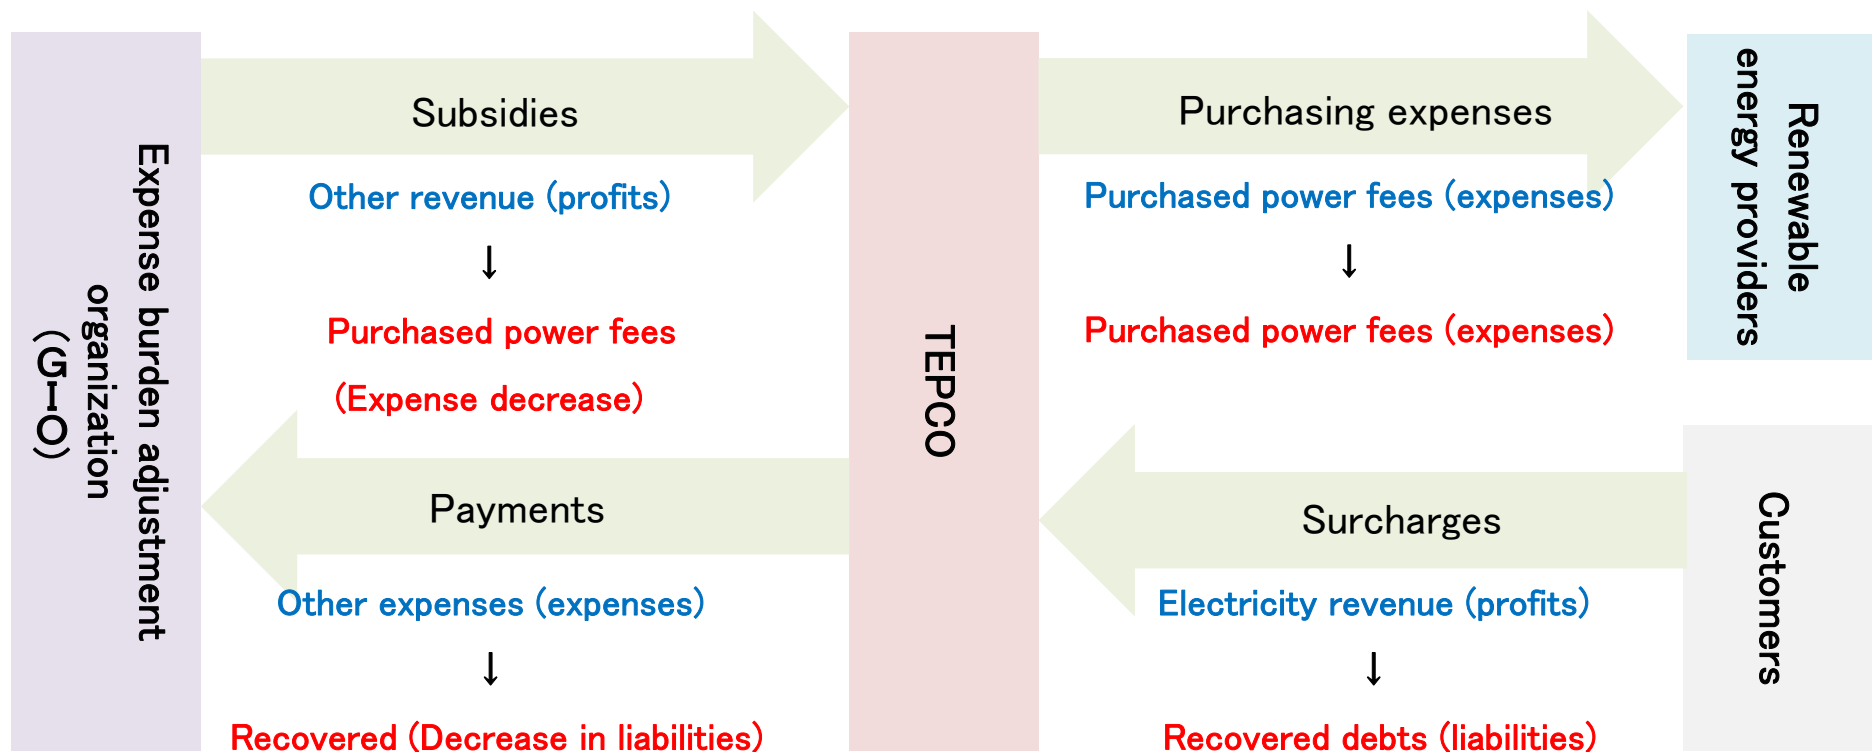 Expense burden adjustment
organization
(GIO)
Subsidies
Other revenue (profits)
↓
Purchased power fees
(Expense decrease)
Payments
Other expenses (expenses)
↓
Recovered (Decrease in liabilities)
TEPCO
Purchasing expenses
Purchased power fees (expenses)
↓
Purchased power fees (expenses)
Surcharges
Electricity revenue (profits)
↓
Recovered debts (liabilities)
Renewable
energy providers
Customers